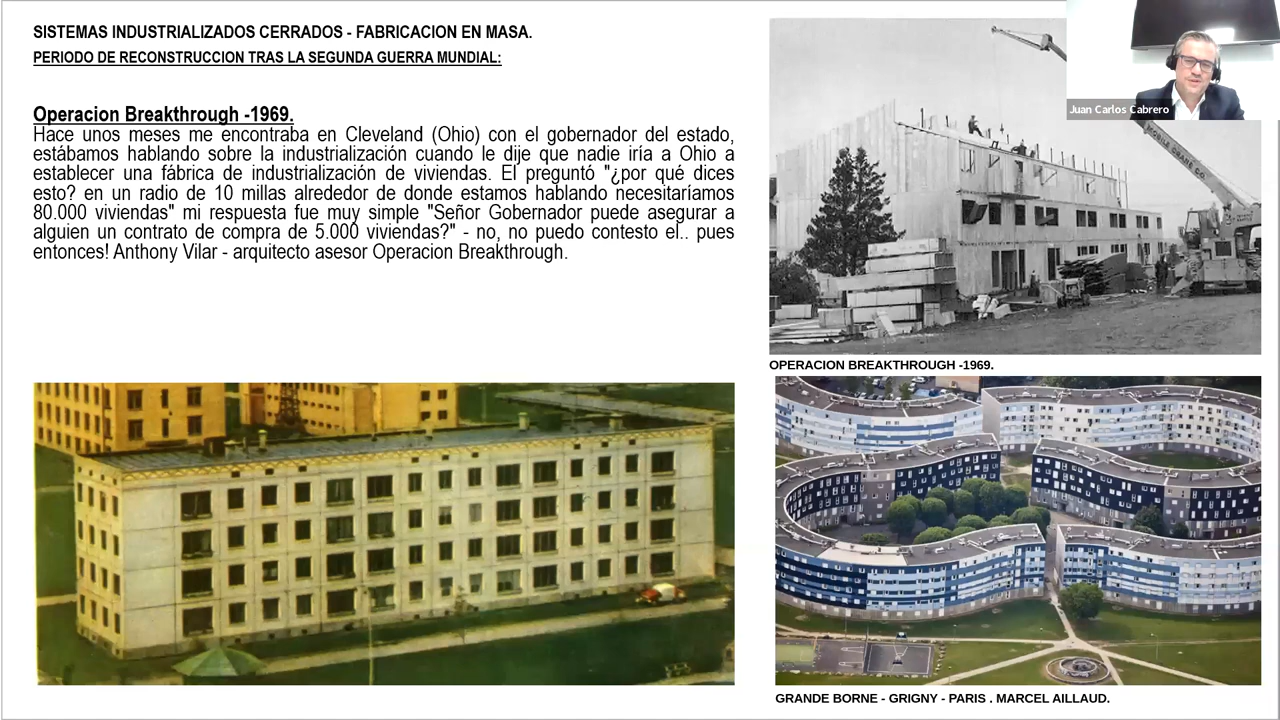 SISTEMAS INDUSTRIALIZADOS CERRADOS - FABRICACION EN MASA.
PERIODO DE RECONSTRUCCION TRAS LA SEGUNDA GUERRA MUNDIAL:
Operacion Breakthrough -1969.
Hace unos meses me encontraba en Cleveland (Ohio) con el gobernador del estado,
estábamos hablando sobre la industrialización cuando le dije que nadie iría a Ohio a
establecer una fábrica de industrialización de viviendas. El preguntó "¿por qué dices
esto? en un radio de 10 millas alrededor de donde estamos hablando necesitaríamos
80.000 viviendas" mi respuesta fue muy simple "Señor Gobernador puede asegurar a
alguien un contrato de compra de 5.000 viviendas?" - no, no puedo contesto el.. pues
entonces! Anthony Vilar - arquitecto asesor Operacion Breakthrough.
Juan Carlos Cabrero
MOBILE CRANE CO.
OPERACION BREAKTHROUGH -1969.
GRANDE BORNE - GRIGNY - PARIS . MARCEL AILLAUD.